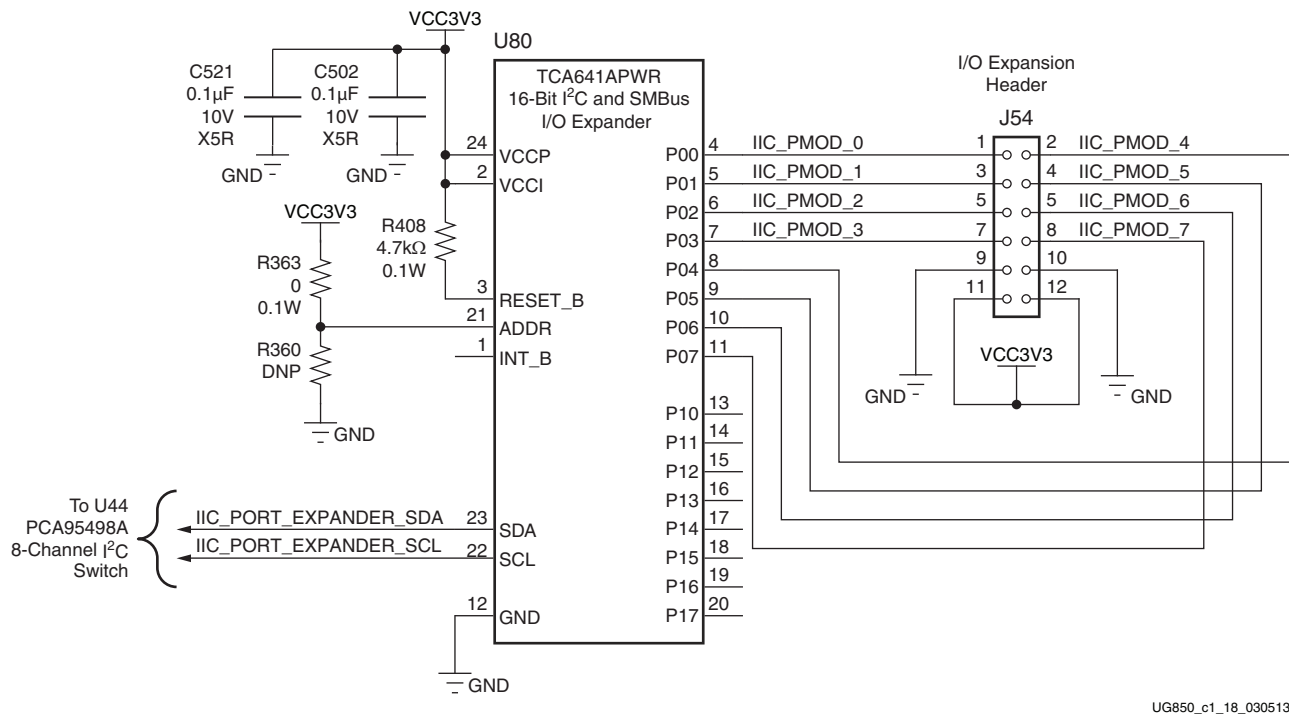 VCC3V3
U80
C521
0.1µF
10V
X5R
GND
C502
0.1µF
10V
X5R
GND
TCA641APWR
16-Bit I²C and SMBus
I/O Expander
I/O Expansion
Header
J54
24 VCCP
2 VCCI
R408
4.7kΩ
0.1W
3 RESET_B
21 ADDR
1 INT_B
VCC3V3
R363
0
0.1W
R360
DNP
GND
To U44
PCA95498A
8-Channel I²C
Switch
IIC_PORT_EXPANDER_SDA 23 SDA
IIC_PORT_EXPANDER_SCL 22 SCL
12 GND
GND
P00 4 IIC_PMOD_0 1 2 IIC_PMOD_4
P01 5 IIC_PMOD_1 3 4 IIC_PMOD_5
P02 6 IIC_PMOD_2 5 5 IIC_PMOD_6
P03 7 IIC_PMOD_3 7 8 IIC_PMOD_7
P04 8 9 10
P05 9 11 12
P06 10
P07 11
VCC3V3
GND
GND
P10 13
P11 14
P12 15
P13 16
P14 17
P15 18
P16 19
P17 20
UG850_c1_18_030513